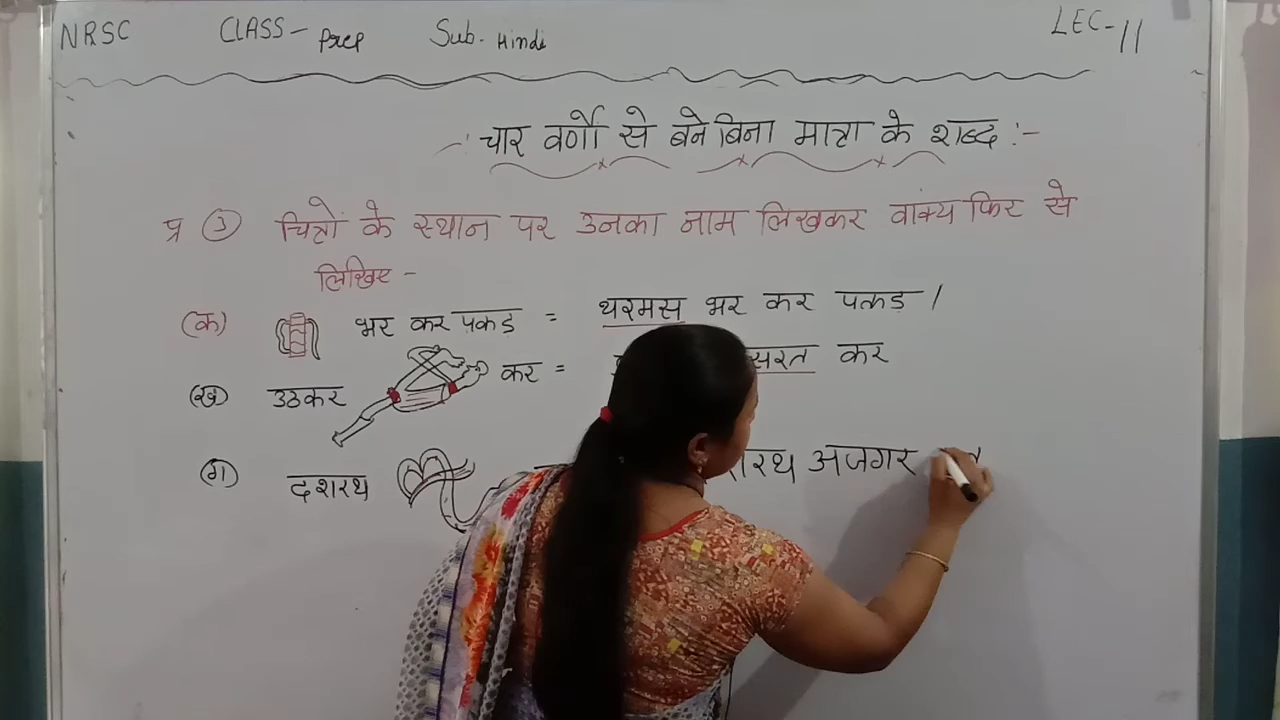 NRSC CLASS- Prep Sub- Hindi LEC-11
चार वर्णो से बने बिना मात्रा के शब्द :-
प्र ③ चित्रों के स्थान पर उनका नाम लिखकर वाक्य फिर से
लिखिए -
(क) भर कर पकड़ = थरमस भर कर पकड़ ।
(ख) उठकर कर = सरत कर
(ग) दशरथ रथ अजगर